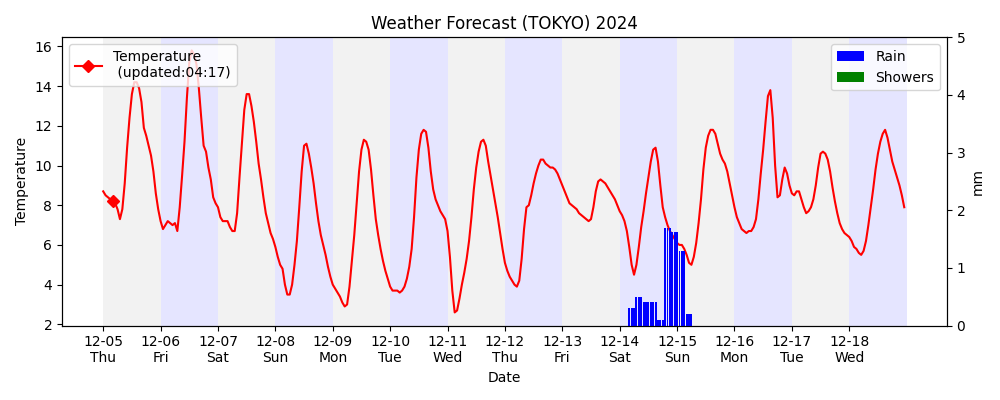 Weather Forecast (TOKYO) 2024
Temperature
(updated:04:17)
Rain
Showers
Temperature
16
14
12
10
8
6
4
2
5
4
3
2
1
0
mm
12-05 12-06 12-07 12-08 12-09 12-10 12-11 12-12 12-13 12-14 12-15 12-16 12-17 12-18
Thu Fri Sat Sun Mon Tue Wed Thu Fri Sat Sun Mon Tue Wed
Date